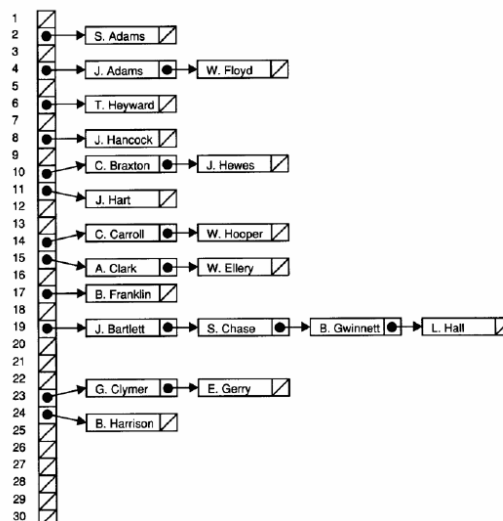 1
2 S. Adams
3
4 J. Adams W. Floyd
5
6 T. Heyward
7
8 J. Hancock
9
10 C. Braxton J. Hewes
11
J. Hart
12
13
14 C. Carroll W. Hooper
15
A. Clark W. Ellery
16
17 B. Franklin
18
19 J. Bartlett S. Chase B. Gwinnett L. Hall
20
21
22
G. Clymer E. Gerry
23
24
B. Harrison
25
26
27
28
29
30